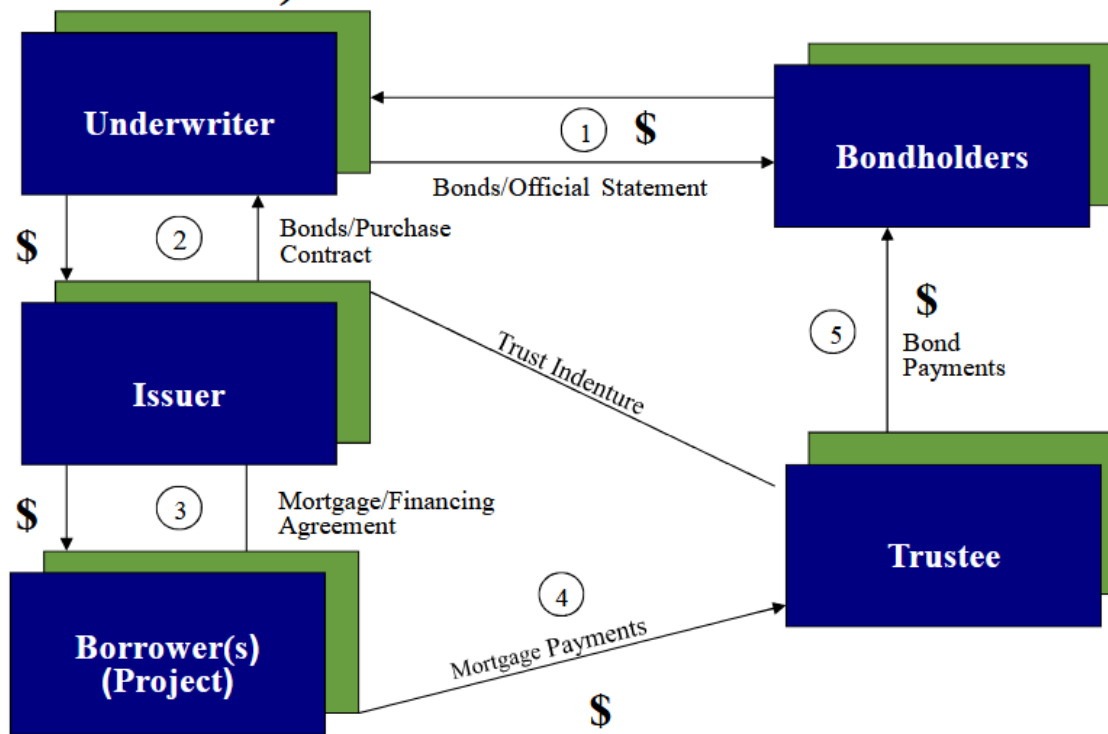 Underwriter
1
$
Bondholders
Bonds/Official Statement
$
2
Bonds/Purchase
Contract
$
5
Bond
Payments
Trust Indenture
Issuer
$
3
Mortgage/Financing
Agreement
Trustee
4
Mortgage Payments
$
Borrower(s)
(Project)